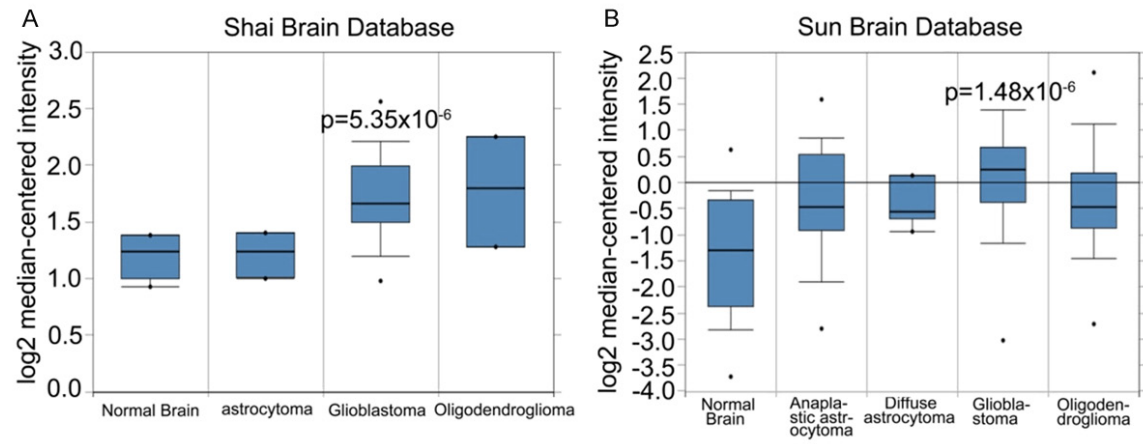 A
Shai Brain Database
log2 median-centered intensity
3.0
2.5
2.0
1.5
1.0
0.5
0.0
p=5.35x10-6
Normal Brain
astrocytoma
Glioblastoma
Oligodendroglioma
B
Sun Brain Database
log2 median-centered intensity
2.5
2.0
1.5
1.0
0.5
0.0
-0.5
-1.0
-1.5
-2.0
-2.5
-3.0
-3.5
-4.0
p=1.48x10-6
Normal
Brain
Anapla-
stic astr-
ocytoma
Diffuse
astrocytoma
Gliobla-
stoma
Oligoden-
droglioma